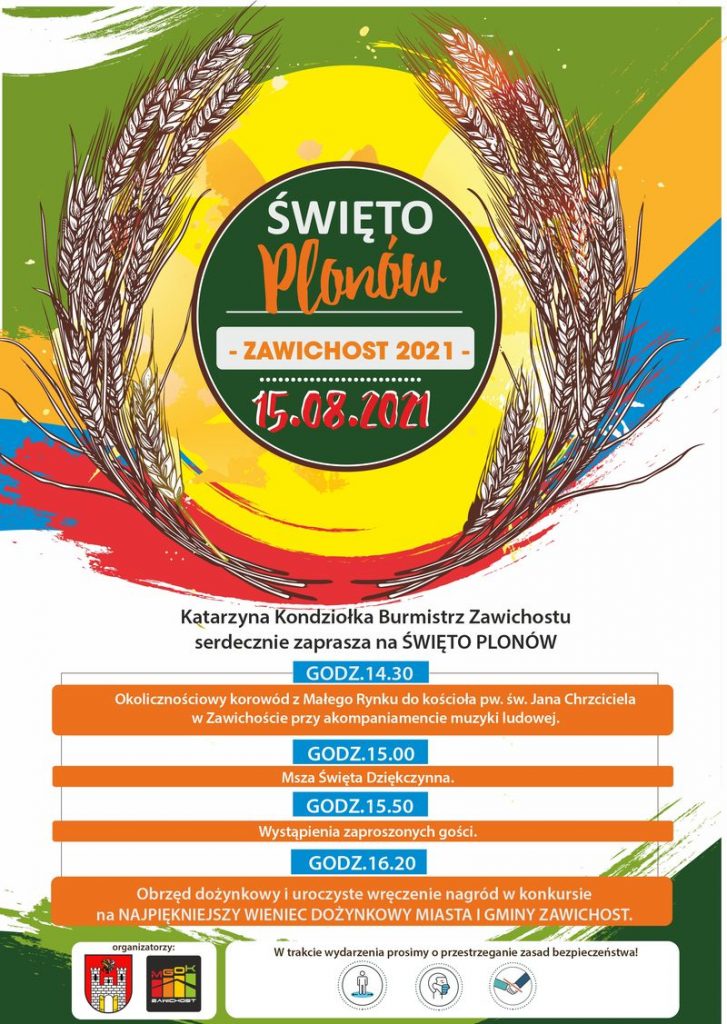 ŚWIĘTO
Plonów
- ZAWICHOST 2021 -
15.08.2021
Katarzyna Kondziołka Burmistrz Zawichostu
serdecznie zaprasza na ŚWIĘTO PLONÓW
GODZ.14.30
Okolicznościowy korowód z Małego Rynku do kościoła pw. św. Jana Chrzciciela
w Zawichoście przy akompaniamencie muzyki ludowej.
GODZ.15.00
Msza Święta Dziękczynna.
GODZ.15.50
Wystąpienia zaproszonych gości.
GODZ.16.20
Obrzęd dożynkowy i uroczyste wręczenie nagród w konkursie
na NAJPIĘKNIEJSZY WIENIEC DOŻYNKOWY MIASTA I GMINY ZAWICHOST.
organizatorzy:
MGOK
ZAWICHOST
W trakcie wydarzenia prosimy o przestrzeganie zasad bezpieczeństwa!